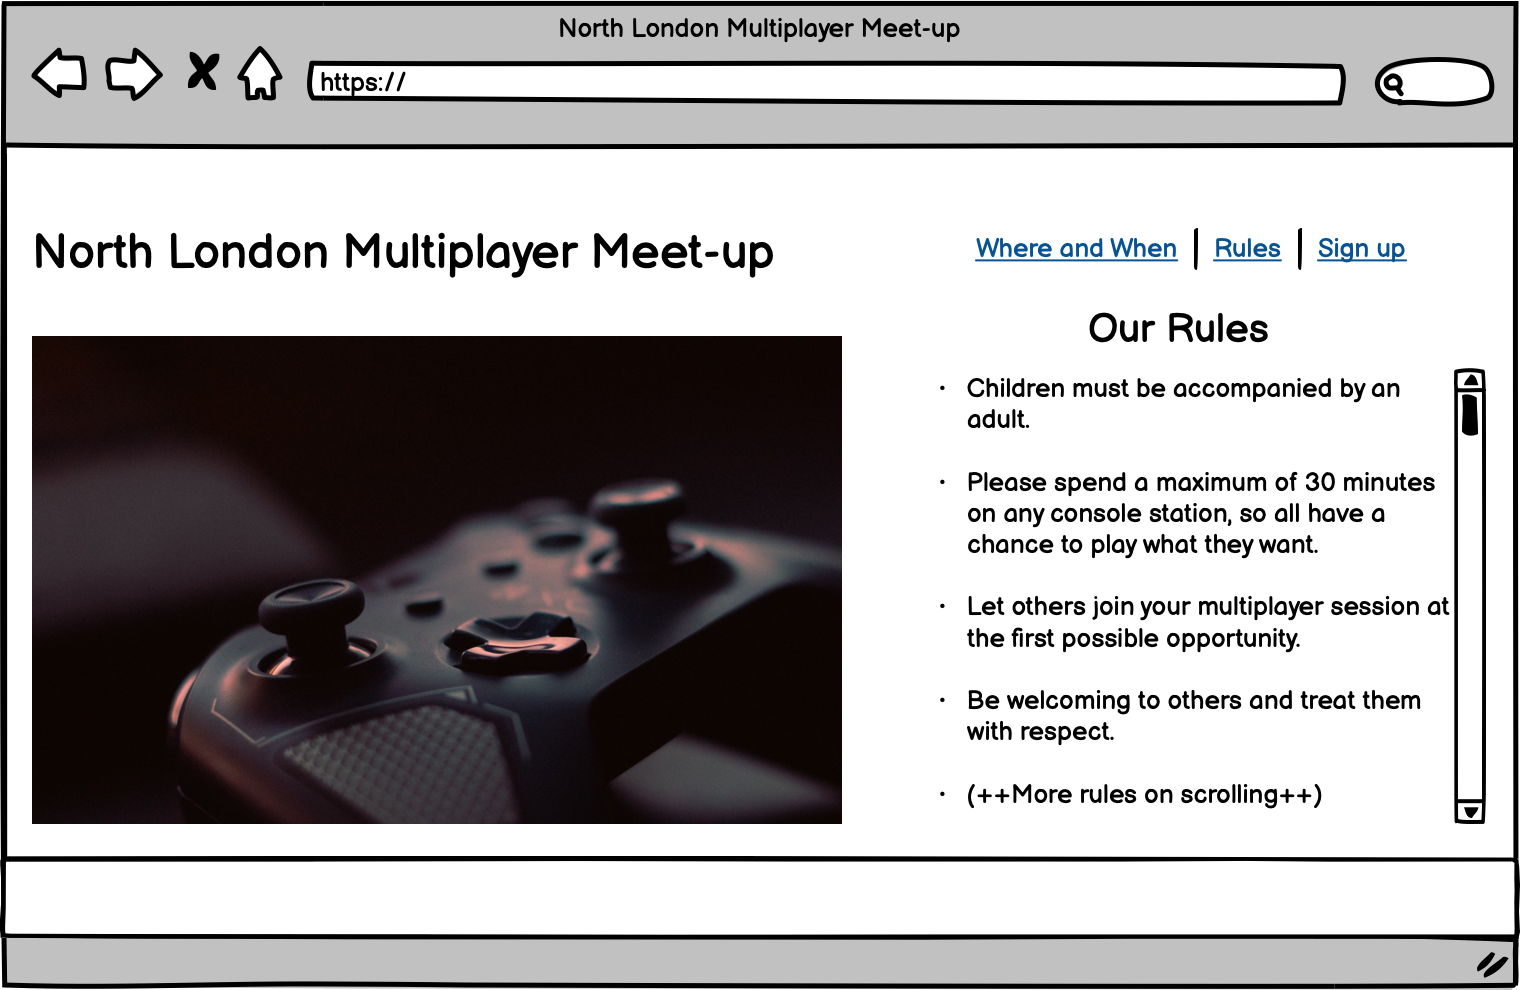 North London Multiplayer Meet-up
https://
North London Multiplayer Meet-up
Where and When | Rules | Sign up
Our Rules
· Children must be accompanied by an
adult.
· Please spend a maximum of 30 minutes
on any console station, so all have a
chance to play what they want.
· Let others join your multiplayer session at
the first possible opportunity.
· Be welcoming to others and treat them
with respect.
· (++More rules on scrolling++)